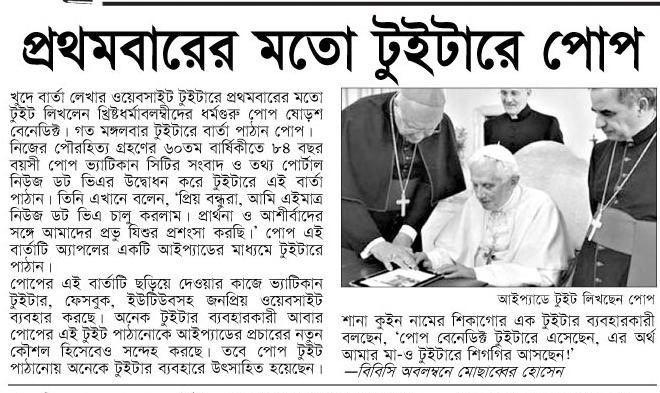 প্রথমবারের মতো টুইটারে পোপ
খুদে বার্তা লেখার ওয়েবসাইট টুইটারে প্রথমবারের মতো
টুইট লিখলেন খ্রিষ্টধর্মাবলম্বীদের ধর্মগুরু পোপ ষোড়শ
বেনেডিক্ট। গত মঙ্গলবার টুইটারে বার্তা পাঠান পোপ।
নিজের পৌরহিত্য গ্রহণের ৬০তম বার্ষিকীতে ৮৪ বছর
বয়সী পোপ ভ্যাটিকান সিটির সংবাদ ও তথ্য পোর্টাল
নিউজ ডট ভিএর উদ্বোধন করে টুইটারে এই বার্তা
পাঠান। তিনি এখানে বলেন, ‘প্রিয় বন্ধুরা, আমি এইমাত্র
নিউজ ডট ভিএ চালু করলাম। প্রার্থনা ও আশীর্বাদের
সঙ্গে আমাদের প্রভু যিশুর প্রশংসা করছি।’ পোপ এই
বার্তাটি অ্যাপলের একটি আইপ্যাডের মাধ্যমে টুইটারে
পাঠান।
পোপের এই বার্তাটি ছড়িয়ে দেওয়ার কাজে ভ্যাটিকান
টুইটার, ফেসবুক, ইউটিউবসহ জনপ্রিয় ওয়েবসাইট
ব্যবহার করছে। অনেক টুইটার ব্যবহারকারী আবার
পোপের এই টুইট পাঠানোকে আইপ্যাডের প্রচারের নতুন
কৌশল হিসেবেও সন্দেহ করছে। তবে পোপ টুইট
পাঠানোয় অনেকে টুইটার ব্যবহারে উৎসাহিত হয়েছেন।
আইপ্যাডে টুইট লিখছেন পোপ
শানা কুইন নামের শিকাগোর এক টুইটার ব্যবহারকারী
বলছেন, ‘পোপ বেনেডিক্ট টুইটারে এসেছেন, এর অর্থ
আমার মা-ও টুইটারে শিগগির আসছেন!’
—বিবিসি অবলম্বনে মোছাব্বের হোসেন